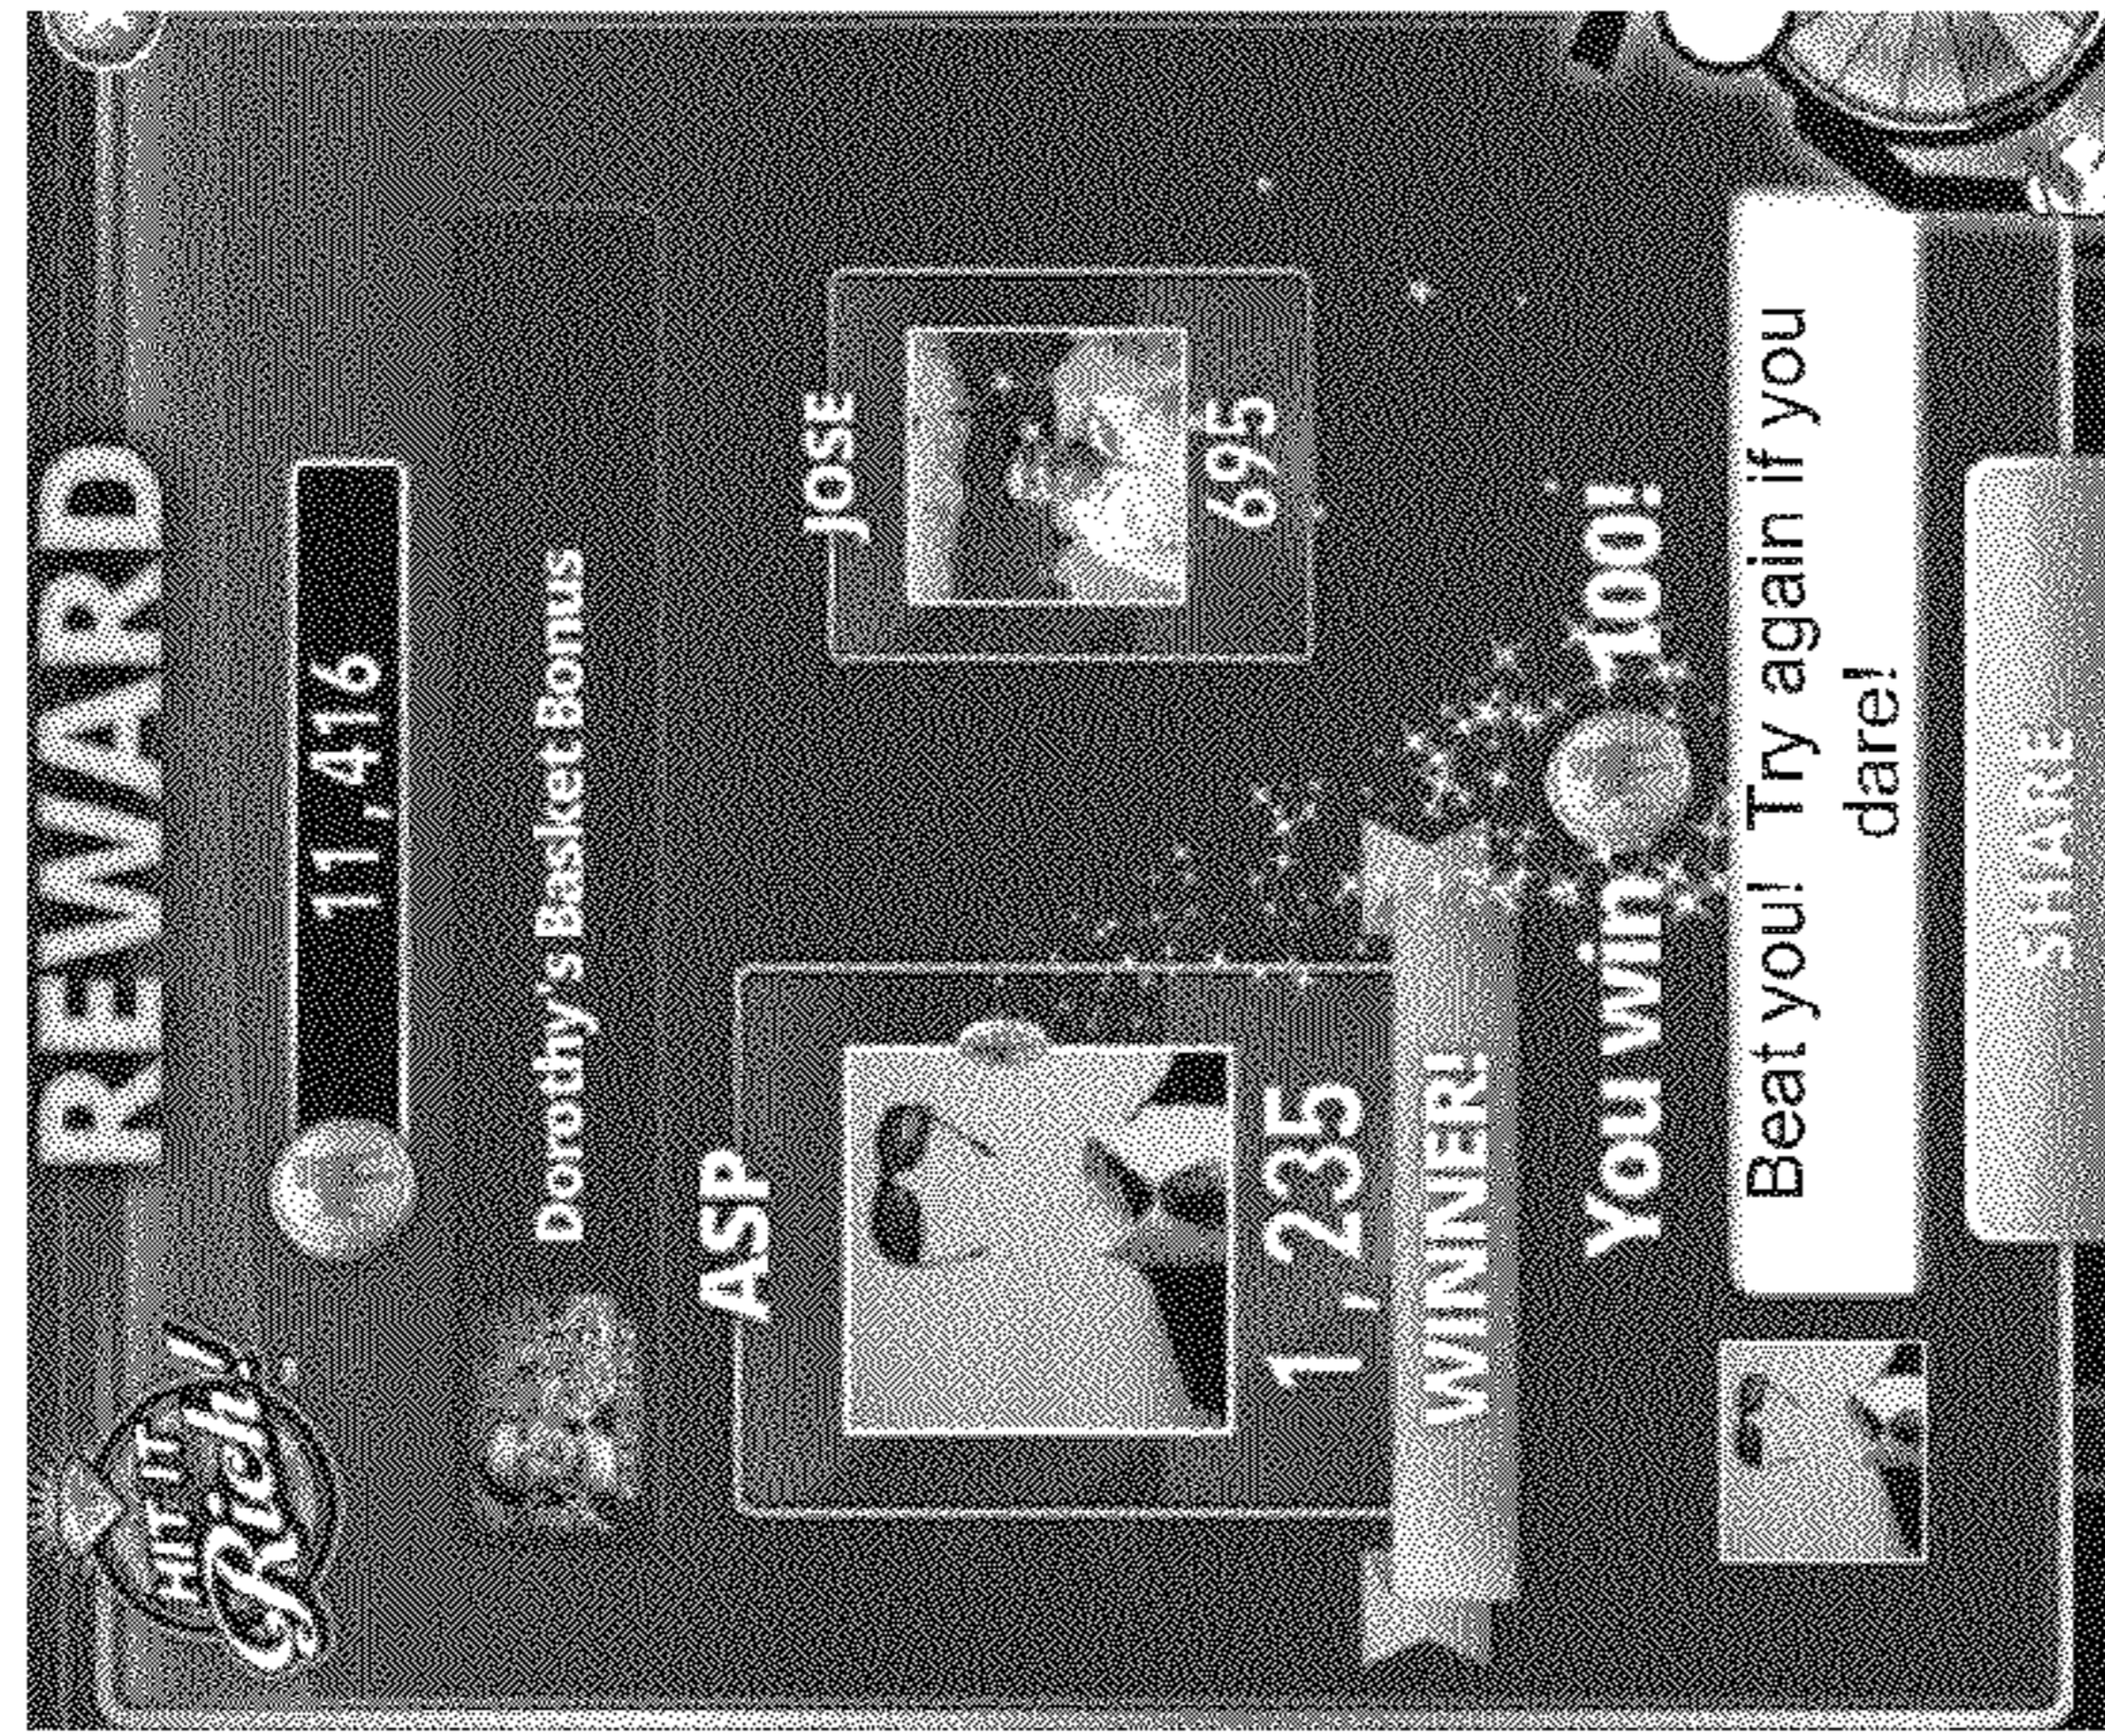 REWARD
HIT IT
Rich!
11,416
Dorothy's Basket Bonus
ASP
JOSE
1,235
695
WINNER!
You win 100!
Beat you! Try again if you
dare!
SHARE